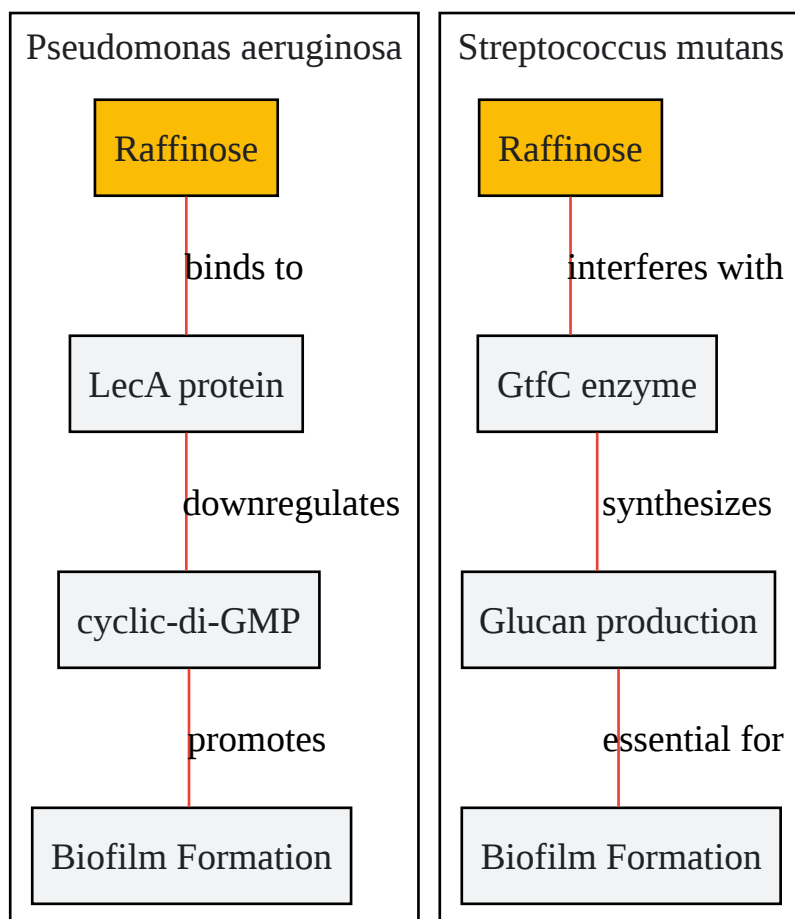 Pseudomonas aeruginosa
Raffinose
binds to
LecA protein
downregulates
cyclic-di-GMP
promotes
Biofilm Formation
Streptococcus mutans
Raffinose
interferes with
GtfC enzyme
synthesizes
Glucan production
essential for
Biofilm Formation